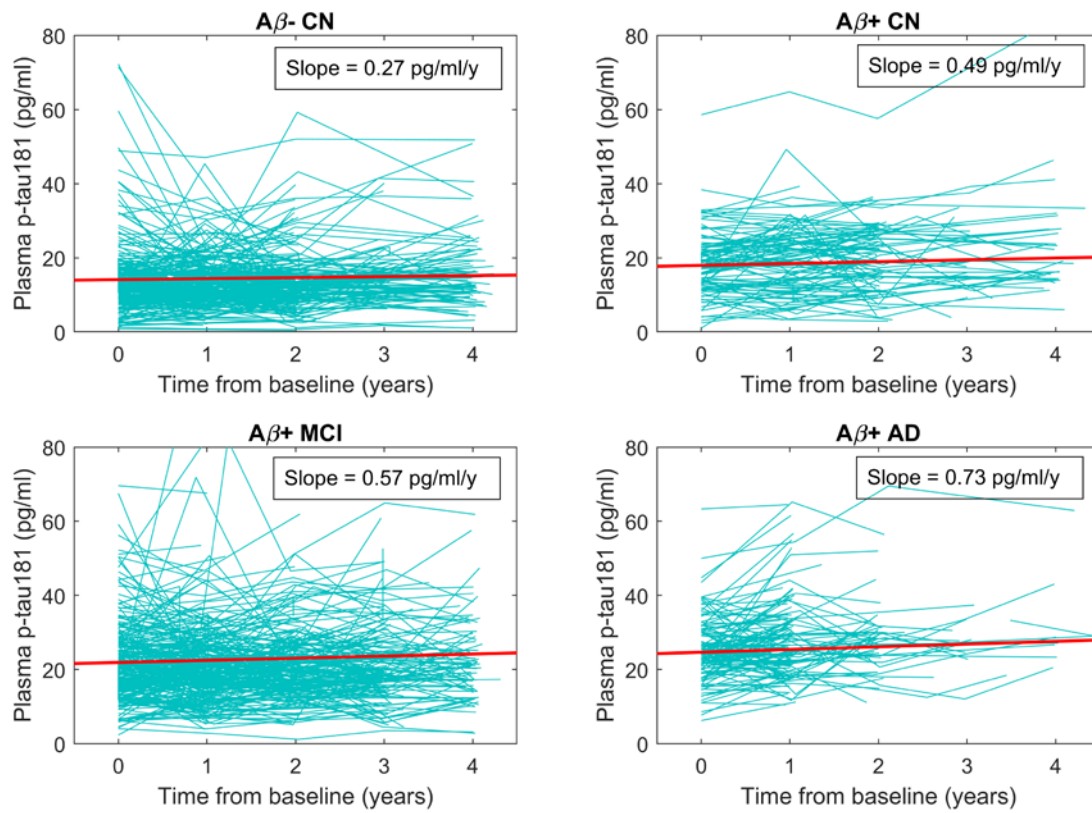 Aβ- CN
Slope = 0.27 pg/ml/y
Plasma p-tau181 (pg/ml)
80
60
40
20
0
0 1 2 3 4
Time from baseline (years)
Aβ+ CN
Slope = 0.49 pg/ml/y
Plasma p-tau181 (pg/ml)
80
60
40
20
0
0 1 2 3 4
Time from baseline (years)
Aβ+ MCI
Slope = 0.57 pg/ml/y
Plasma p-tau181 (pg/ml)
80
60
40
20
0
0 1 2 3 4
Time from baseline (years)
Aβ+ AD
Slope = 0.73 pg/ml/y
Plasma p-tau181 (pg/ml)
80
60
40
20
0
0 1 2 3 4
Time from baseline (years)